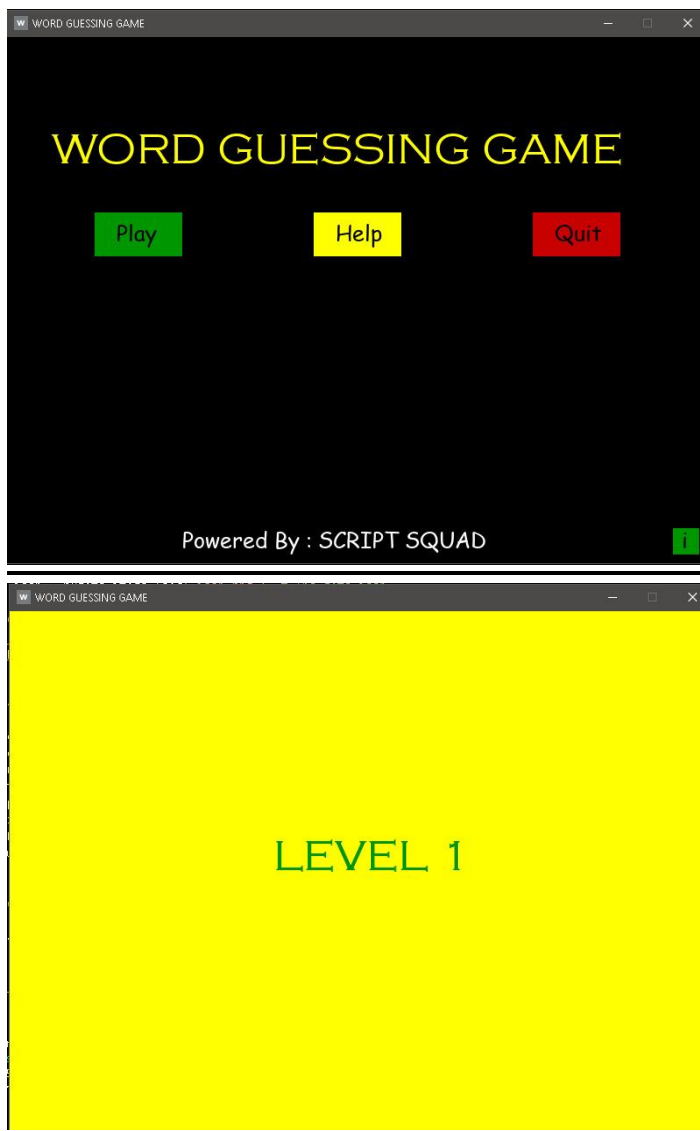 W WORD GUESSING GAME
WORD GUESSING GAME
Play Help Quit
Powered By : SCRIPT SQUAD i
W WORD GUESSING GAME
LEVEL 1